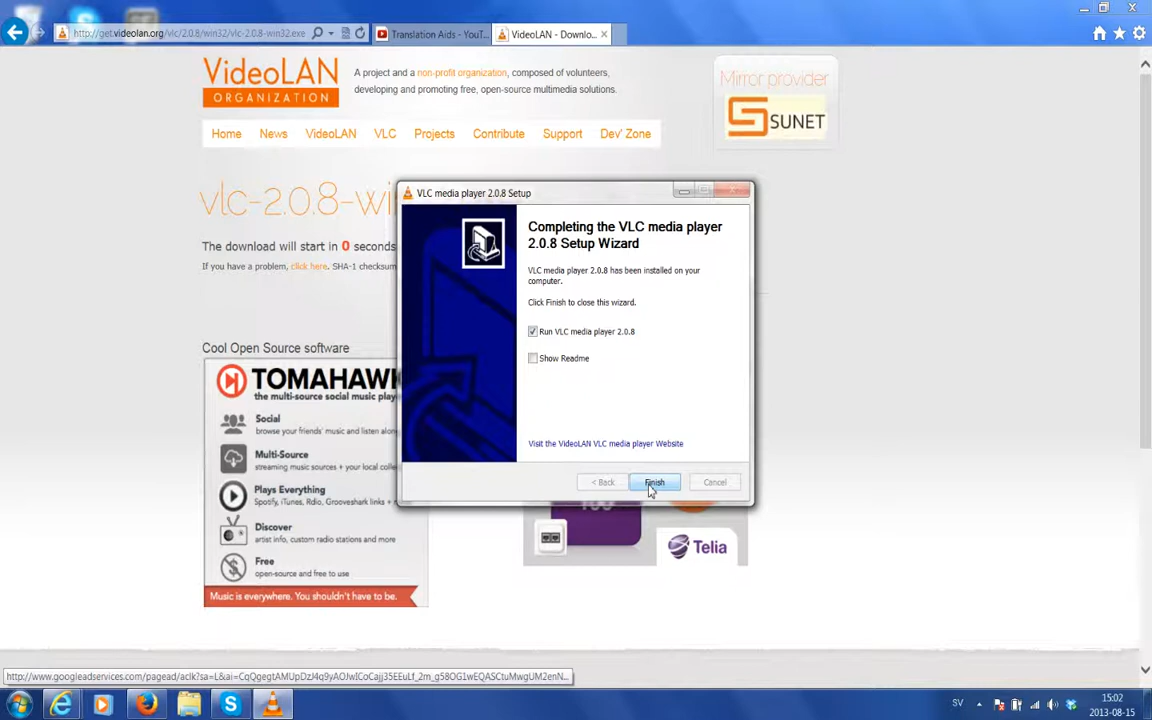 http://get.videolan.org/vlc/2.0.8/win32/vlc-2.0.8-win32.exe
Translation Aids - YouT...
VideoLAN - Downlo...
VideoLAN
ORGANIZATION
A project and a non-profit organization, composed of volunteers,
developing and promoting free, open-source multimedia solutions.
Mirror provider
SUNET
Home News VideoLAN VLC Projects Contribute Support Dev' Zone
vlc-2.0.8-wi
The download will start in 0 seconds
If you have a problem, click here. SHA-1 checksum
VLC media player 2.0.8 Setup
Completing the VLC media player
2.0.8 Setup Wizard
VLC media player 2.0.8 has been installed on your
computer.
Click Finish to close this wizard.
Run VLC media player 2.0.8
Show Readme
Visit the VideoLAN VLC media player Website
< Back
Finish
Cancel
Cool Open Source software
TOMAHAWK
the multi-source social music playe
Social
browse your friends' music and listen along
Multi-Source
streaming music sources + your local colle
Plays Everything
Spotify, iTunes, Rdio, Grooveshark links +
Discover
artist info, custom radio stations and more
Free
open-source and free to use
Music is everywhere. You shouldn't have to be.
Telia
SV
15:02
2013-08-15